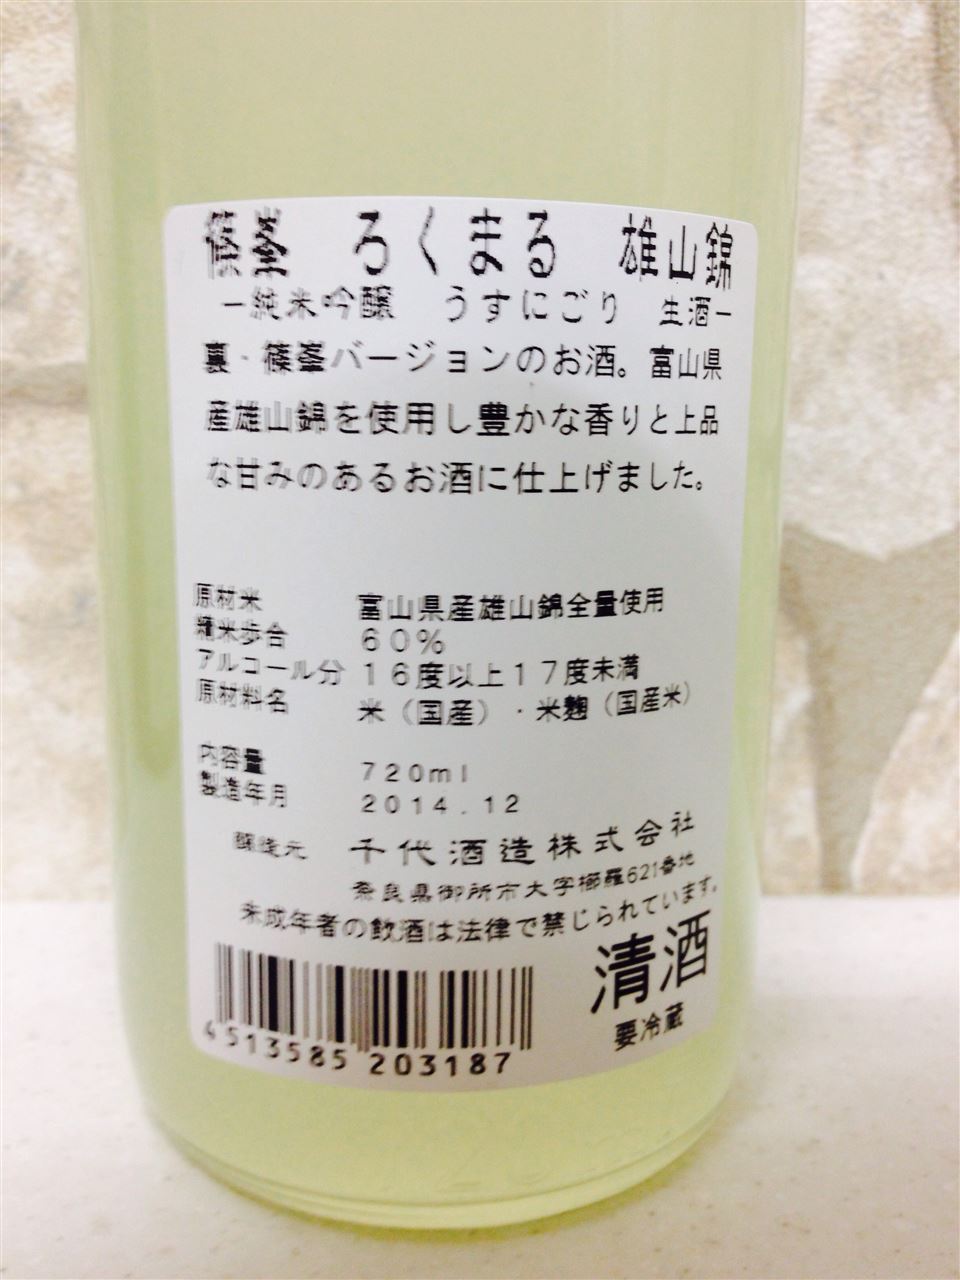 篠峯 ろくまる 雄山錦
ー純米吟醸 うすにごり 生酒ー
裏・篠峯バージョンのお酒。富山県
産雄山錦を使用し豊かな香りと上品
な甘みのあるお酒に仕上げました。
原材米 富山県産雄山錦全量使用
精米歩合 60%
アルコール分 16度以上17度未満
原材料名 米(国産)・米麹(国産米)
内容量 720ml
製造年月 2014.12
醸造元 千代酒造株式会社
奈良県御所市大字櫛羅621番地
未成年者の飲酒は法律で禁じられています。
清酒
要冷蔵
4 513585 203187